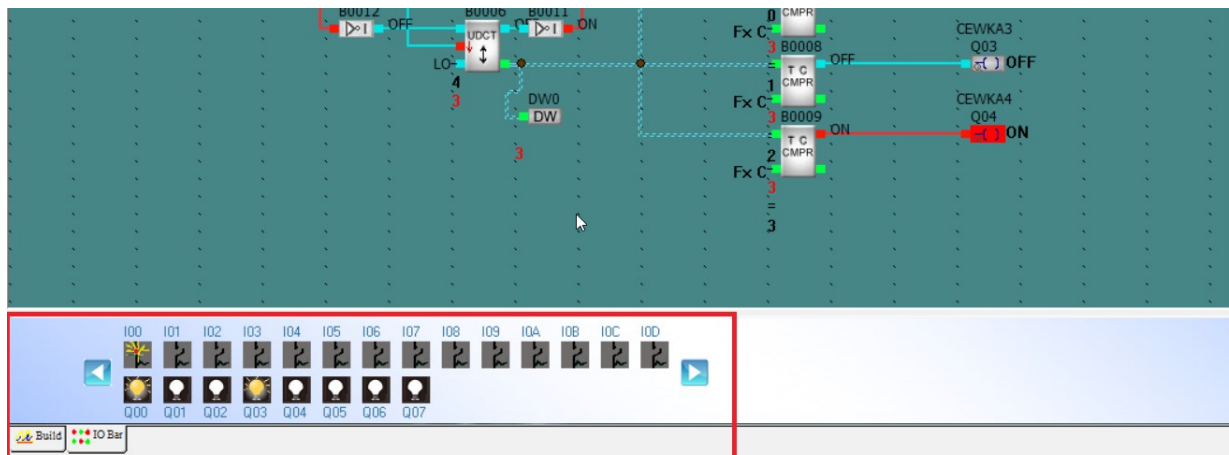 B0012 B0006 B0011
OFF ON
UDCT
LO
4
3
DW0
DW
3
0
CMPR
Fx C
3 B0008
=
T C
CMPR
OFF
CEWKA3
Q03
OFF
1
Fx C
3 B0009
=
T C
CMPR
ON
CEWKA4
Q04
ON
2
Fx C
3
=
3
I00 I01 I02 I03 I04 I05 I06 I07 I08 I09 I0A I0B I0C I0D
Q00 Q01 Q02 Q03 Q04 Q05 Q06 Q07
Build IO Bar